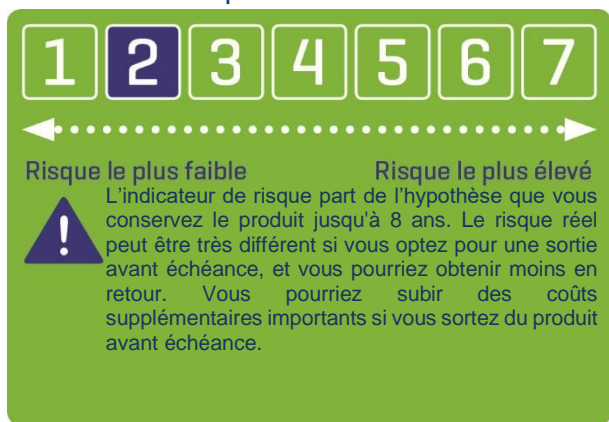 1 2 3 4 5 6 7
Risque le plus faible Risque le plus élevé
L'indicateur de risque part de l'hypothèse que vous
conservez le produit jusqu'à 8 ans. Le risque réel
peut être très différent si vous optez pour une sortie
avant échéance, et vous pourriez obtenir moins en
retour. Vous pourriez subir des coûts
supplémentaires importants si vous sortez du produit
avant échéance.